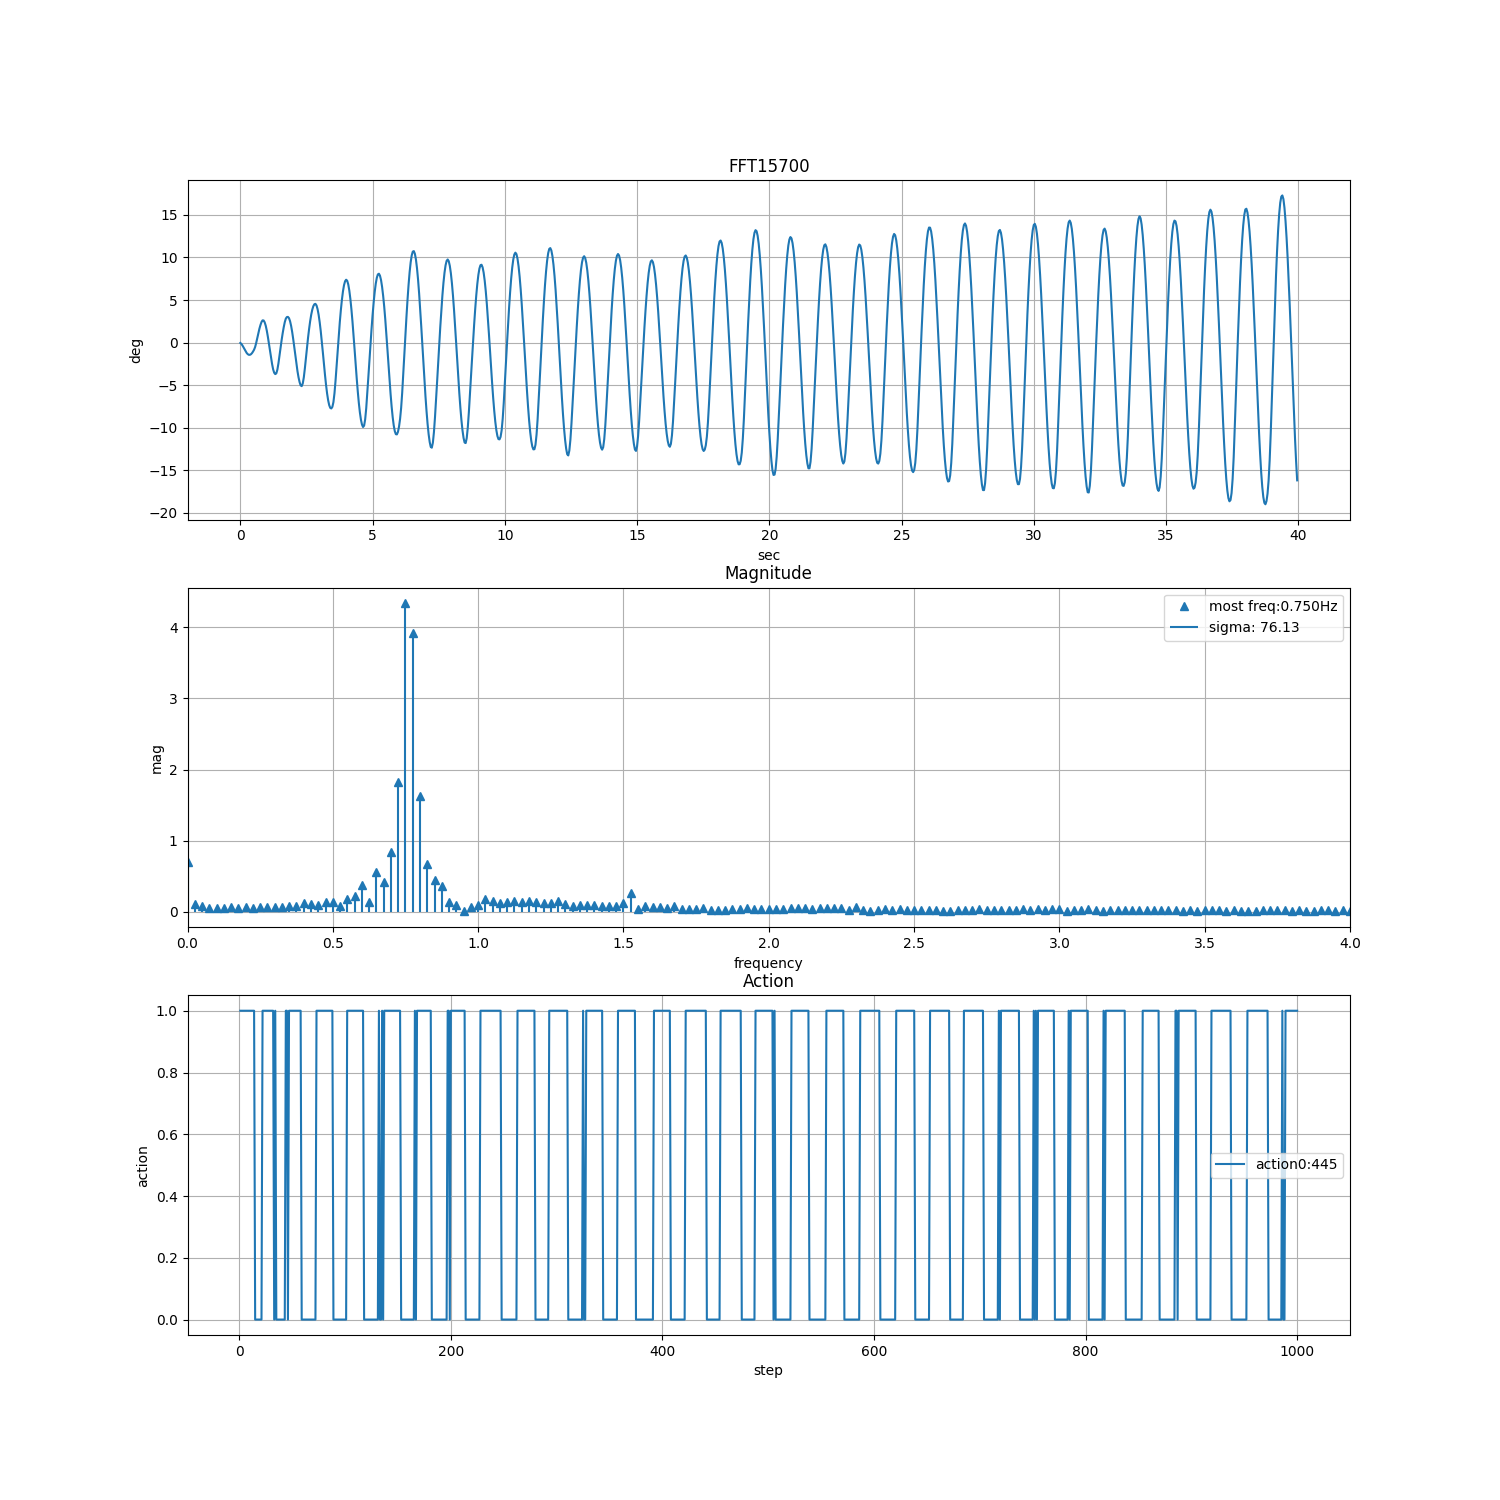 FFT15700
15
10
5
0
−5
−10
−15
−20
deg
0 5 10 15 20 25 30 35 40
sec
Magnitude
most freq:0.750Hz
sigma: 76.13
4
3
2
1
0
mag
0.0 0.5 1.0 1.5 2.0 2.5 3.0 3.5 4.0
frequency
Action
1.0
0.8
0.6
0.4
0.2
0.0
action
action0:445
0 200 400 600 800 1000
step